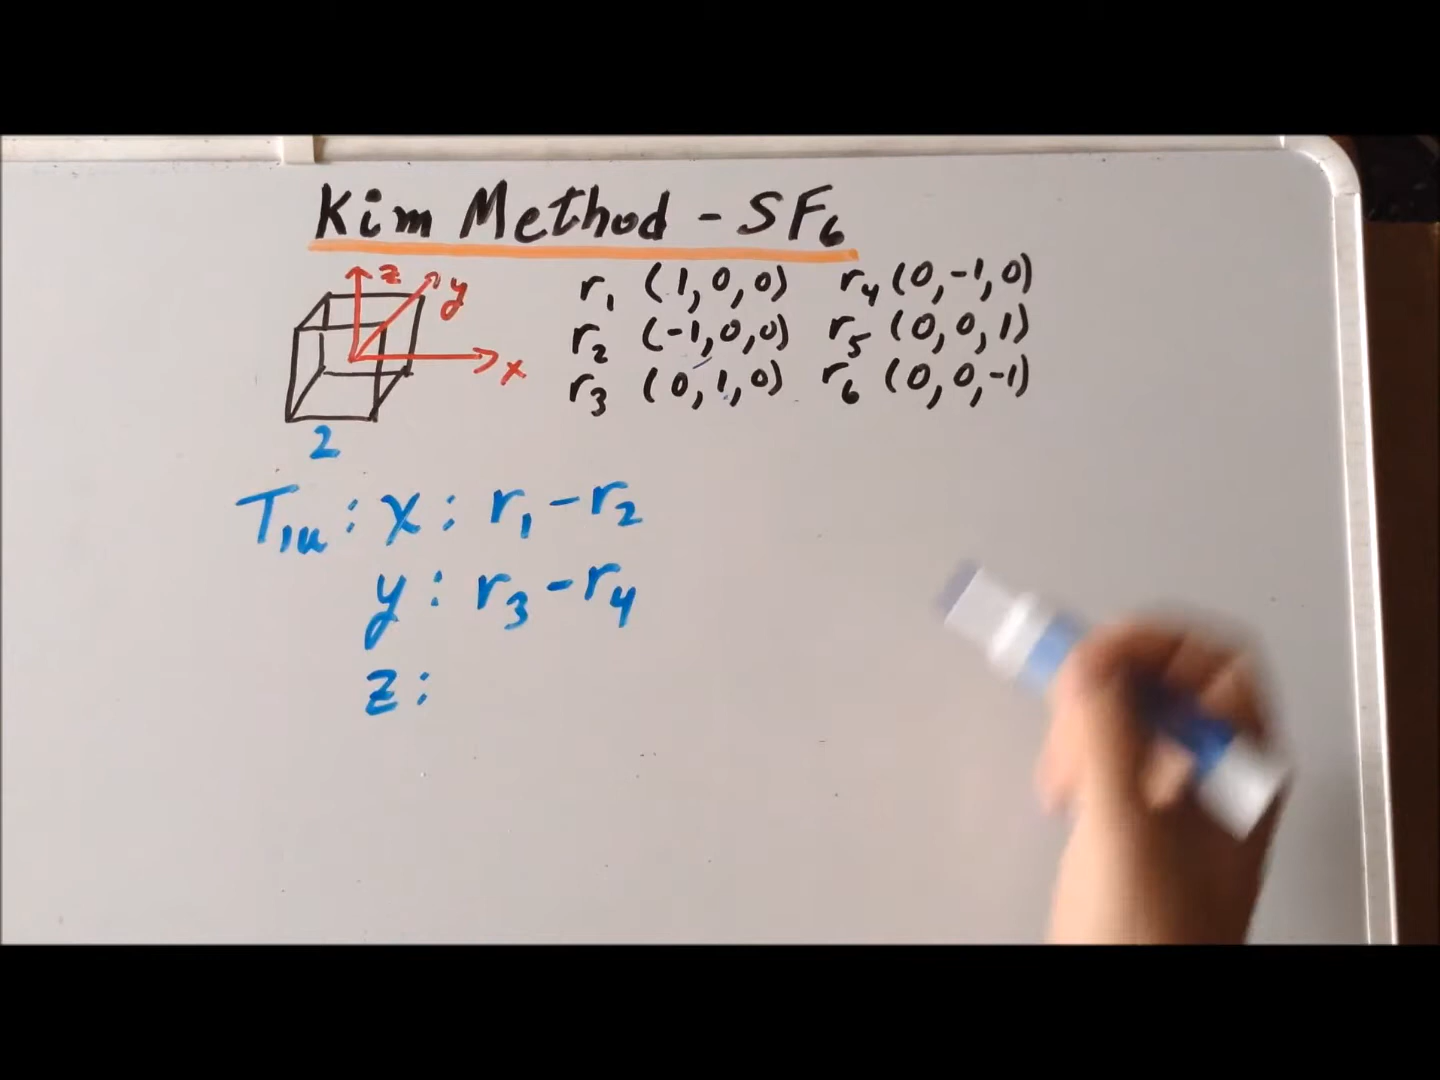 Kim Method - SF6
z
y
x
2
r1 (1, 0, 0) r4 (0, -1, 0)
r2 (-1, 0, 0) r5 (0, 0, 1)
r3 (0, 1, 0) r6 (0, 0, -1)
T1u : x : r1 - r2
y : r3 - r4
z :